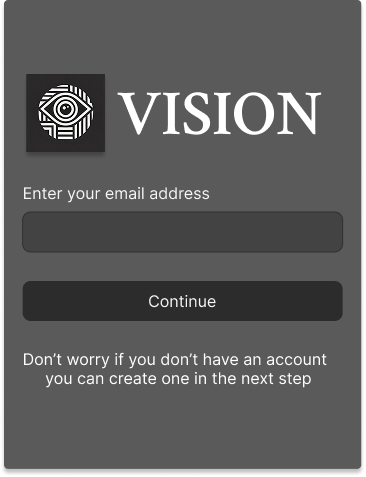 VISION
Enter your email address
Continue
Don’t worry if you don’t have an account
you can create one in the next step